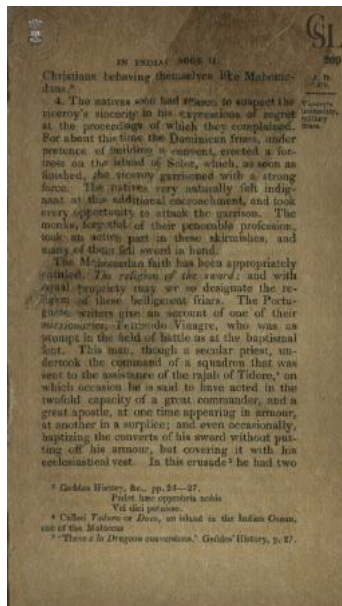 IN INDIA: BOOK II.
209
Christians behaving themselves like Mahome-
dans.³
4. The natives soon had reason to suspect the
viceroy's sincerity in his expressions of regret
at the proceedings of which they complained.
For about this time the Dominican friars, under
pretence of building a convent, erected a for-
tress on the island of Solor, which, as soon as
finished, the viceroy garrisoned with a strong
force. The natives very naturally felt indig-
nant at this additional encroachment, and took
every opportunity to attack the garrison. The
monks, forgetful of their peaceable profession,
took an active part in these skirmishes, and
many of them fell sword in hand.
The Mahomedan faith has been appropriately
entitled, The religion of the sword: and with
equal propriety may we so designate the re-
ligion of these belligerent friars. The Portu-
guese writers give an account of one of their
missionaries, Fernando Vinagre, who was as
prompt in the field of battle as at the baptismal
font. This man, though a secular priest, un-
dertook the command of a squadron that was
sent to the assistance of the rajah of Tidore,⁴ on
which occasion he is said to have acted in the
twofold capacity of a great commander, and a
great apostle, at one time appearing in armour,
at another in a surplice; and even occasionally,
baptizing the converts of his sword without put-
ting off his armour, but covering it with his
ecclesiastical vest. In this crusade⁵ he had two
A. D.
Viceroy's
insincerity,
military
friars.
³ Geddes History, &c., pp. 24—27.
Pudet hæc opprobria nobis
Vel dici potuisse.
⁴ Called Tadura or Daco, an island in the Indian Ocean,
one of the Moluccas
⁵ 'These à la Dragoon conversions.' Geddes' History, p. 27.